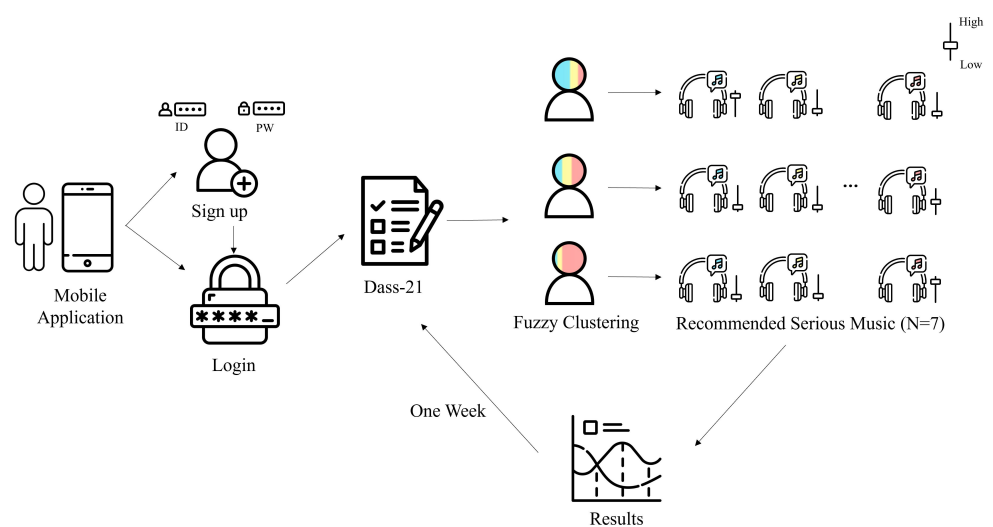 High
Low
ID
PW
Sign up
Mobile
Application
Login
Dass-21
Fuzzy Clustering
Recommended Serious Music (N=7)
...
One Week
Results